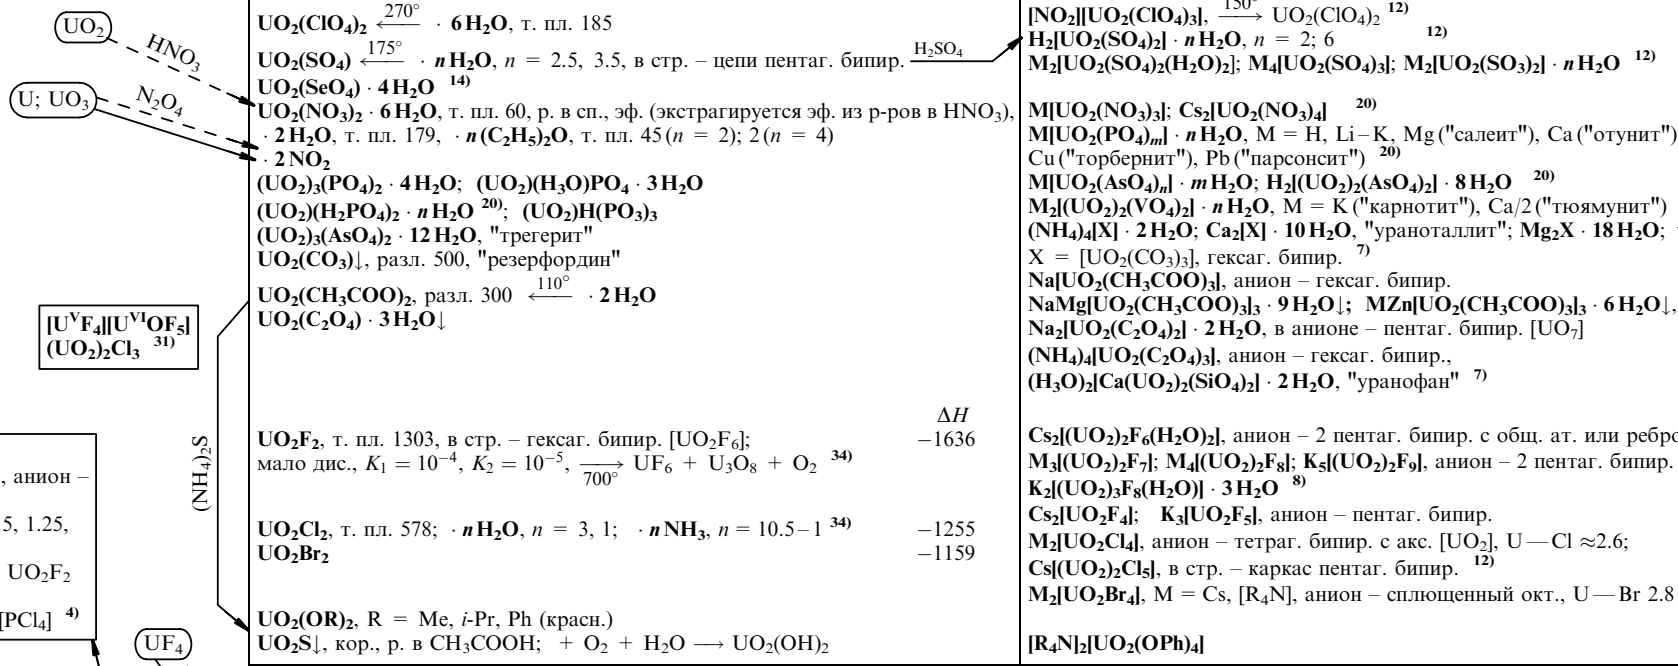 UO₂
HNO₃
U; UO₃
N₂O₄
[UⱽF₄][UⱽᴵOF₅]
(UO₂)₂Cl₃ ³¹⁾
, анион –
5, 1.25,
UO₂F₂
[PCl₄] ⁴⁾
UF₄
(NH₄)₂S
UO₂(ClO₄)₂ ←270° · 6H₂O, т. пл. 185
UO₂(SO₄) ←175° · nH₂O, n = 2.5, 3.5, в стр. – цепи пентаг. бипир. H₂SO₄
UO₂(SeO₄) · 4H₂O ¹⁴⁾
UO₂(NO₃)₂ · 6H₂O, т. пл. 60, р. в сп., эф. (экстрагируется эф. из р-ров в HNO₃),
· 2H₂O, т. пл. 179, · n(C₂H₅)₂O, т. пл. 45(n = 2); 2(n = 4)
· 2NO₂
(UO₂)₃(PO₄)₂ · 4H₂O; (UO₂)(H₃O)PO₄ · 3H₂O
(UO₂)(H₂PO₄)₂ · nH₂O ²⁰⁾; (UO₂)H(PO₃)₃
(UO₂)₃(AsO₄)₂ · 12H₂O, "трегерит"
UO₂(CO₃)↓, разл. 500, "резерфордин"
UO₂(CH₃COO)₂, разл. 300 ←110° · 2H₂O
UO₂(C₂O₄) · 3H₂O↓
ΔH
UO₂F₂, т. пл. 1303, в стр. – гексаг. бипир. [UO₂F₆]; −1636
мало дис., K₁ = 10⁻⁴, K₂ = 10⁻⁵, →700° UF₆ + U₃O₈ + O₂ ³⁴⁾
UO₂Cl₂, т. пл. 578; · nH₂O, n = 3, 1; · nNH₃, n = 10.5–1 ³⁴⁾ −1255
UO₂Br₂ −1159
UO₂(OR)₂, R = Me, i-Pr, Ph (красн.)
UO₂S↓, кор., р. в CH₃COOH; + O₂ + H₂O → UO₂(OH)₂
[NO₂][UO₂(ClO₄)₃], →150° UO₂(ClO₄)₂ ¹²⁾
H₂[UO₂(SO₄)₂] · nH₂O, n = 2; 6 ¹²⁾
M₂[UO₂(SO₄)₂(H₂O)₂]; M₄[UO₂(SO₄)₃]; M₂[UO₂(SO₃)₂] · nH₂O ¹²⁾
M[UO₂(NO₃)₃]; Cs₂[UO₂(NO₃)₄] ²⁰⁾
M[UO₂(PO₄)ₘ] · nH₂O, M = H, Li–K, Mg("салеит"), Ca("отунит")
Cu("торбернит"), Pb("парсонсит") ²⁰⁾
M[UO₂(AsO₄)ₙ] · mH₂O; H₂[(UO₂)₂(AsO₄)₂] · 8H₂O ²⁰⁾
M₂[(UO₂)₂(VO₄)₂] · nH₂O, M = K("карнотит"), Ca/2("тюямунит")
(NH₄)₄[X] · 2H₂O; Ca₂[X] · 10H₂O, "ураноталлит"; Mg₂X · 18H₂O;
X = [UO₂(CO₃)₃], гексаг. бипир. ⁷⁾
Na[UO₂(CH₃COO)₃], анион – гексаг. бипир.
NaMg[UO₂(CH₃COO)₃]₃ · 9H₂O↓; MZn[UO₂(CH₃COO)₃]₃ · 6H₂O↓,
Na₂[UO₂(C₂O₄)₂] · 2H₂O, в анионе – пентаг. бипир. [UO₇]
(NH₄)₄[UO₂(C₂O₄)₃], анион – гексаг. бипир.,
(H₃O)₂[Ca(UO₂)₂(SiO₄)₂] · 2H₂O, "уранофан" ⁷⁾
Cs₂[(UO₂)₂F₆(H₂O)₂], анион – 2 пентаг. бипир. с общ. ат. или ребро
M₃[(UO₂)₂F₇]; M₄[(UO₂)₂F₈]; K₅[(UO₂)₂F₉], анион – 2 пентаг. бипир.
K₂[(UO₂)₃F₈(H₂O)] · 3H₂O ⁸⁾
Cs₂[UO₂F₄]; K₃[UO₂F₅], анион – пентаг. бипир.
M₂[UO₂Cl₄], анион – тетраг. бипир. с акс. [UO₂], U—Cl ≈2.6;
Cs[(UO₂)₂Cl₅], в стр. – каркас пентаг. бипир. ¹²⁾
M₂[UO₂Br₄], M = Cs, [R₄N], анион – сплющенный окт., U—Br 2.8
[R₄N]₂[UO₂(OPh)₄]